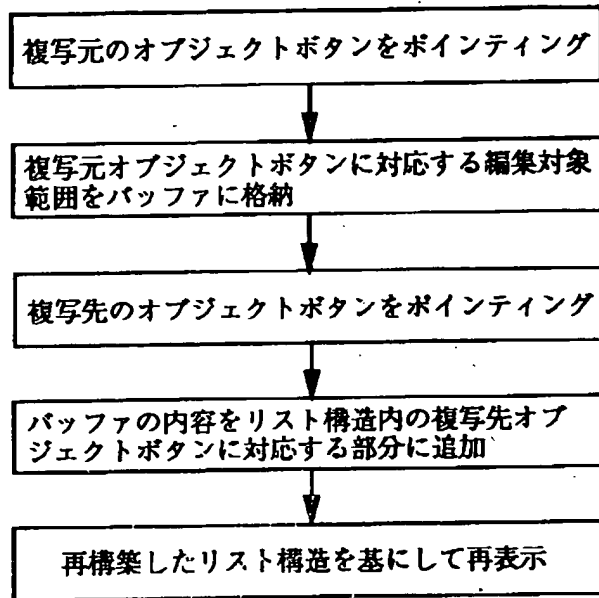 複写元のオブジェクトボタンをポインティング
複写元オブジェクトボタンに対応する編集対象
範囲をバッファに格納
複写先のオブジェクトボタンをポインティング
バッファの内容をリスト構造内の複写先オブ
ジェクトボタンに対応する部分に追加
再構築したリスト構造を基にして再表示